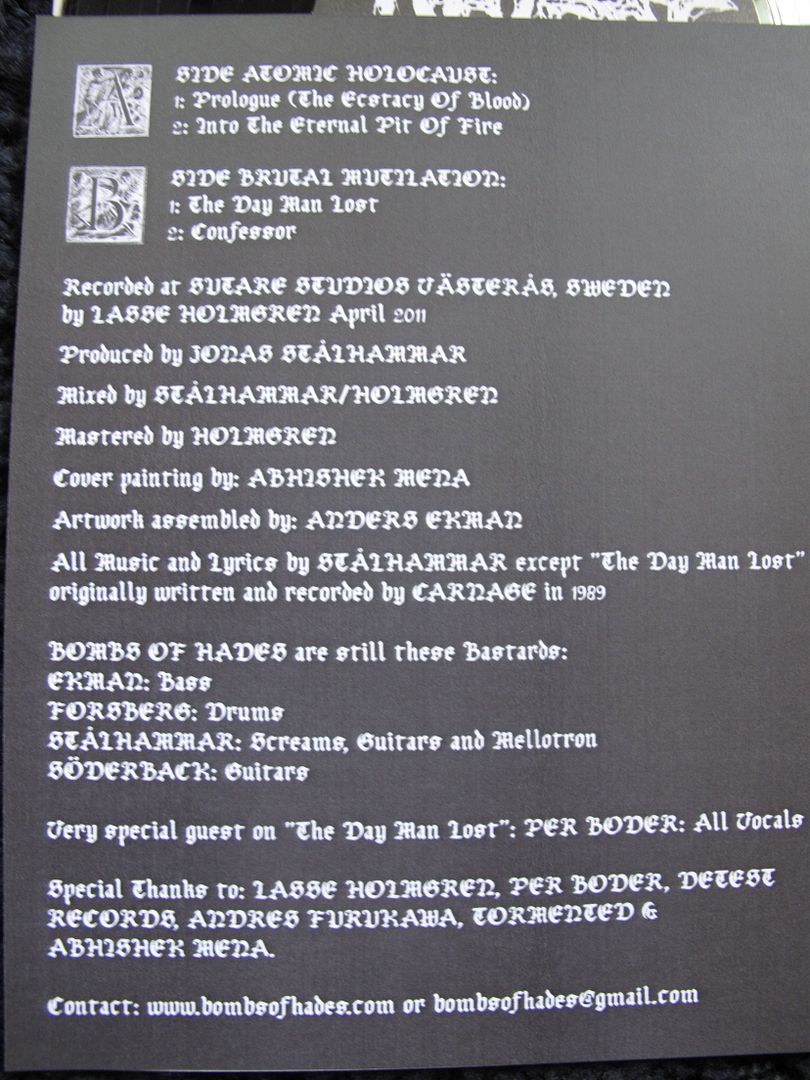 A
SIDE ATOMIC HOLOCAUST:
1: Prologue (The Ecstacy Of Blood)
2: Into The Eternal Pit Of Fire
B
SIDE BRUTAL MUTILATION:
1: The Day Man Lost
2: Confessor
Recorded at SUTARE STUDIOS VÄSTERÅS, SWEDEN
by LASSE HOLMGREN April 2011
Produced by JONAS STÅLHAMMAR
Mixed by STÅLHAMMAR/HOLMGREN
Mastered by HOLMGREN
Cover painting by: ABHISHEK MENA
Artwork assembled by: ANDERS EKMAN
All Music and Lyrics by STÅLHAMMAR except "The Day Man Lost"
originally written and recorded by CARNAGE in 1989
BOMBS OF HADES are still these Bastards:
EKMAN: Bass
FORSBERG: Drums
STÅLHAMMAR: Screams, Guitars and Mellotron
SÖDERBACK: Guitars
Very special guest on "The Day Man Lost": PER BODER: All Vocals
Special Thanks to: LASSE HOLMGREN, PER BODER, DETEST
RECORDS, ANDRES FURUKAWA, TORMENTED &
ABHISHEK MENA.
Contact: www.bombsofhades.com or bombsofhades@gmail.com